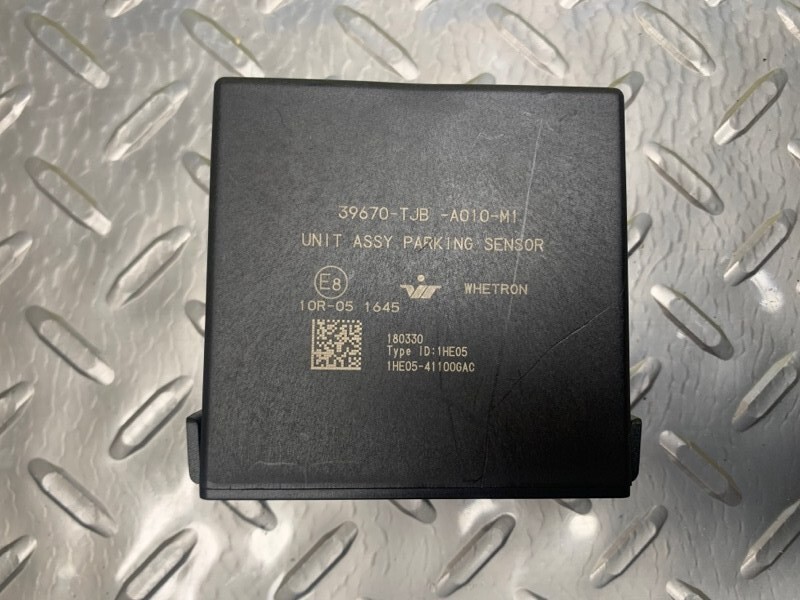 39670-TJB -A010-M1
UNIT ASSY PARKING SENSOR
E8 WHETRON
10R-05 1645
180330
Type ID:1HE05
1HE05-41100GAC